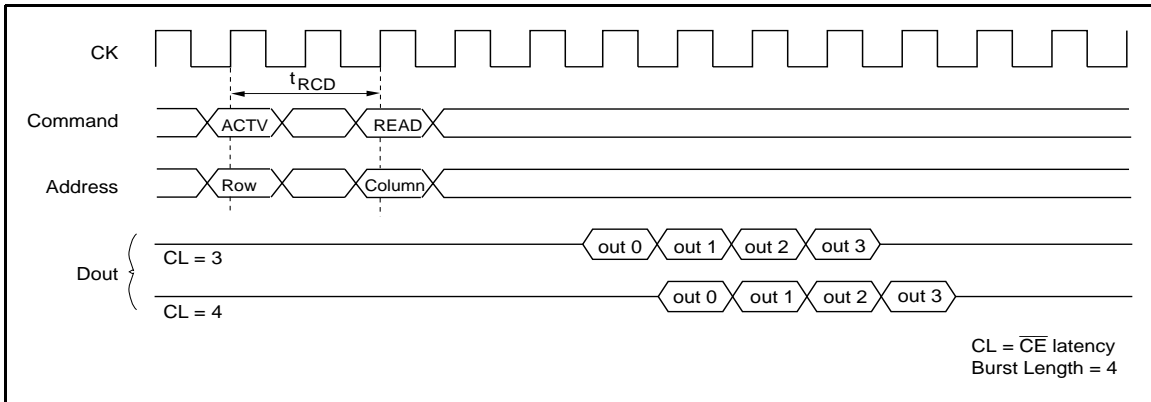 CK
tRCD
Command
ACTV
READ
Address
Row
Column
Dout
CL = 3
out 0
out 1
out 2
out 3
CL = 4
out 0
out 1
out 2
out 3
CL = C̅E̅ latency
Burst Length = 4